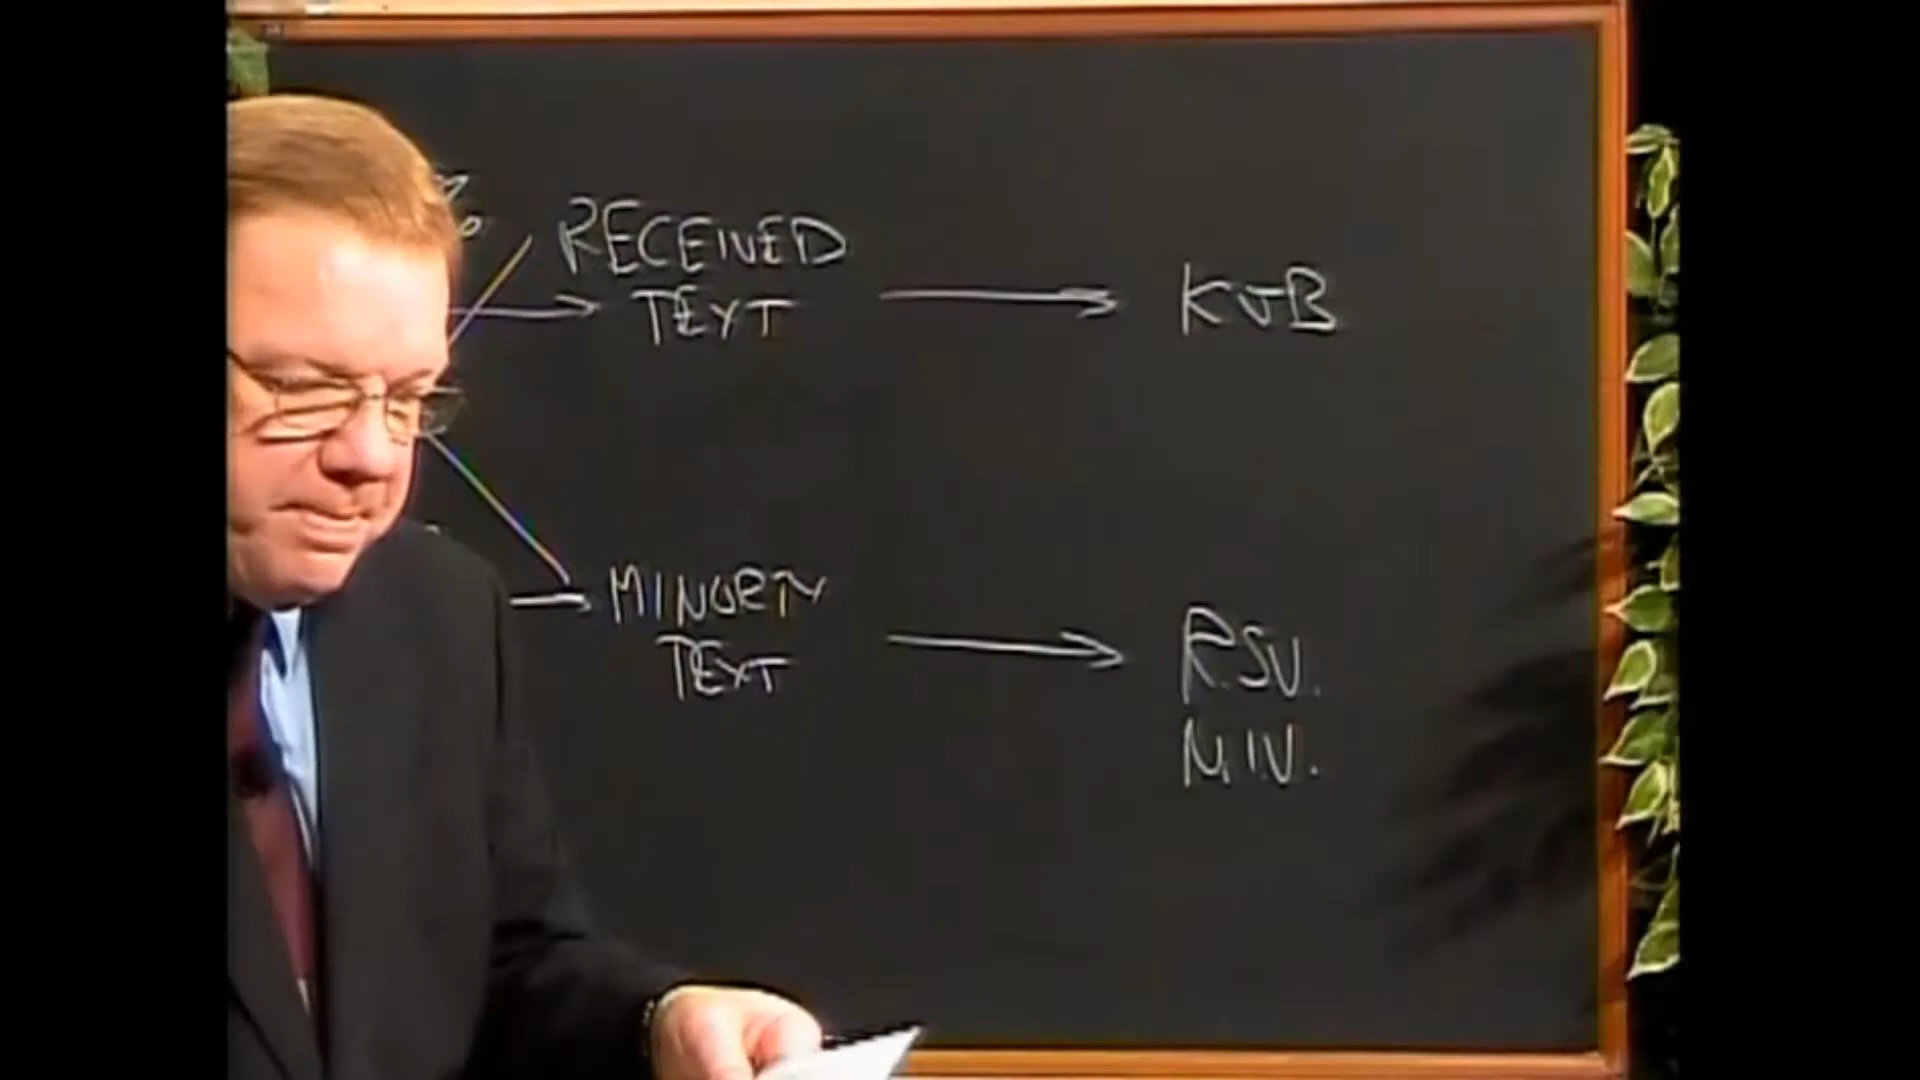 %
RECEIVED
TEXT
KJB
MINORITY
TEXT
R.S.V.
N.I.V.